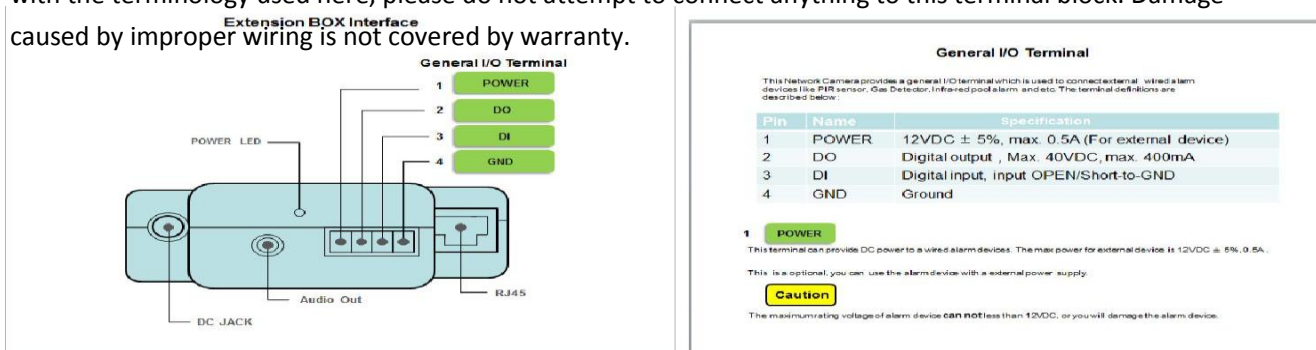 with the terminology used here, please do not attempt to connect anything to this terminal block. Damage
caused by improper wiring is not covered by warranty.
Extension BOX Interface
General I/O Terminal
1 POWER
2 DO
3 DI
4 GND
POWER LED
Audio Out
RJ45
DC JACK
General I/O Terminal
This Network Camera provides a general I/O terminal which is used to connect external wired alarm
devices like PIR sensor, Gas Detector, Infra-red pool alarm and etc. The terminal definitions are
described below:
Pin Name Specification
1 POWER 12VDC ± 5%, max. 0.5A (For external device)
2 DO Digital output , Max. 40VDC, max. 400mA
3 DI Digital input, input OPEN/Short-to-GND
4 GND Ground
1 POWER
This terminal can provide DC power to a wired alarm devices. The max power for external device is 12VDC ± 5%, 0.5A.
This is a optional, you can use the alarm device with a external power supply.
Caution
The maximum rating voltage of alarm device can not less than 12VDC, or you will damage the alarm device.